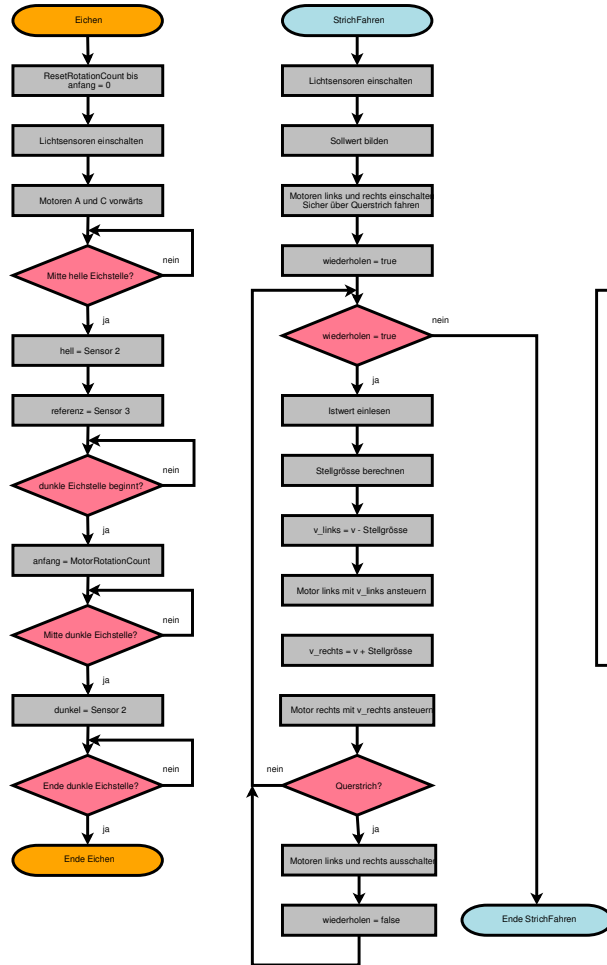 Eichen
ResetRotationCount bis
anfang = 0
Lichtsensoren einschalten
Motoren A und C vorwärts
Mitte helle Eichstelle?
nein
ja
hell = Sensor 2
referenz = Sensor 3
dunkle Eichstelle beginnt?
nein
ja
anfang = MotorRotationCount
Mitte dunkle Eichstelle?
nein
ja
dunkel = Sensor 2
Ende dunkle Eichstelle?
nein
ja
Ende Eichen
StrichFahren
Lichtsensoren einschalten
Sollwert bilden
Motoren links und rechts einschalten
Sicher über Querstrich fahren
wiederholen = true
wiederholen = true
nein
ja
Istwert einlesen
Stellgrösse berechnen
v_links = v - Stellgrösse
Motor links mit v_links ansteuern
v_rechts = v + Stellgrösse
Motor rechts mit v_rechts ansteuern
Querstrich?
nein
ja
Motoren links und rechts ausschalten
wiederholen = false
Ende StrichFahren